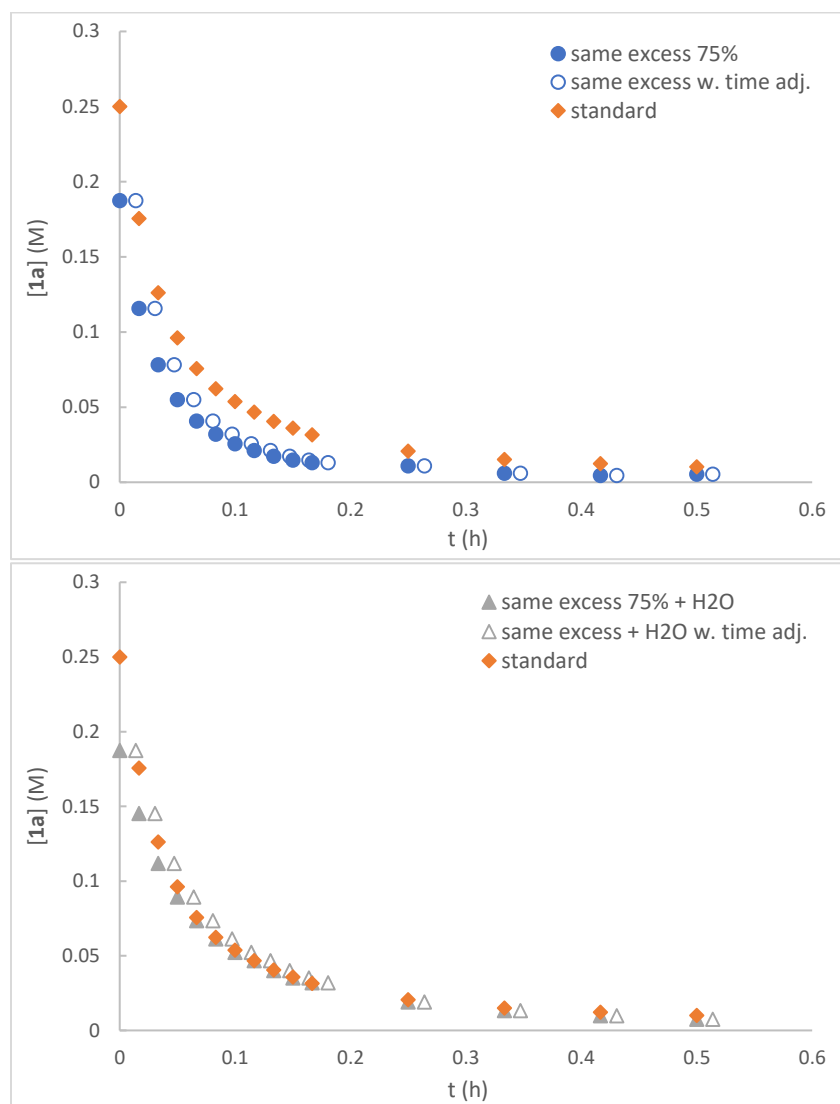 0.3
same excess 75%
same excess w. time adj.
standard
0.25
0.2
0.15
0.1
0.05
0
[1a] (M)
0 0.1 0.2 0.3 0.4 0.5 0.6
t (h)
0.3
same excess 75% + H2O
same excess + H2O w. time adj.
standard
0.25
0.2
0.15
0.1
0.05
0
[1a] (M)
0 0.1 0.2 0.3 0.4 0.5 0.6
t (h)